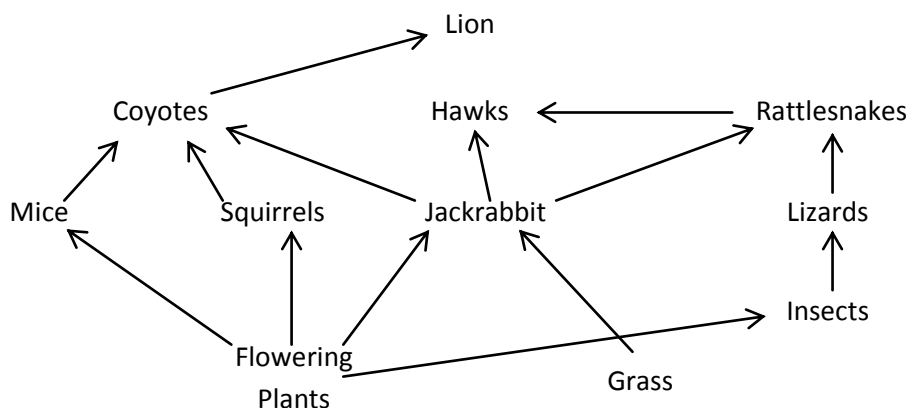 Lion
Coyotes
Hawks
Rattlesnakes
Mice
Squirrels
Jackrabbit
Lizards
Insects
Flowering
Plants
Grass